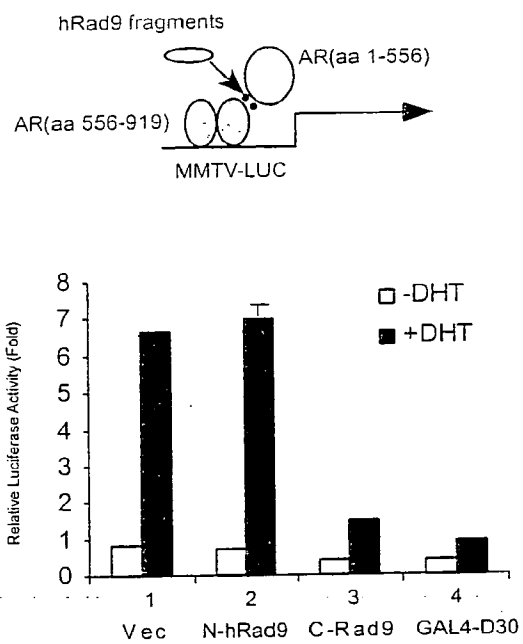 hRad9 fragments
AR(aa 1-556)
AR(aa 556-919)
MMTV-LUC
Relative Luciferase Activity (Fold)
8
7
6
5
4
3
2
1
0
-DHT
+DHT
1 2 3 4
Vec N-hRad9 C-Rad9 GAL4-D30